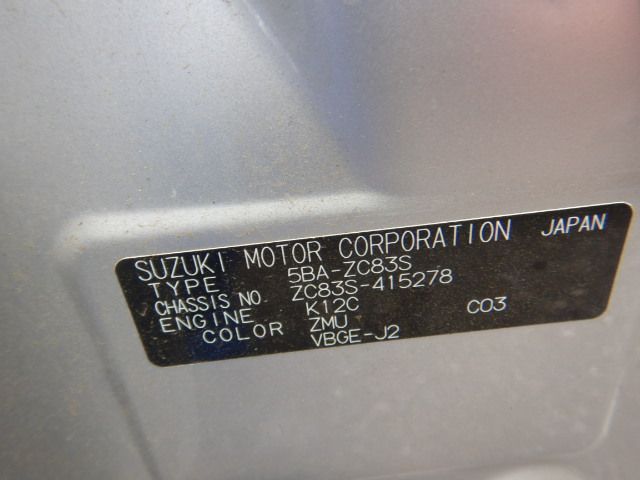 SUZUKI MOTOR CORPORATION JAPAN
TYPE 5BA-ZC83S
CHASSIS NO. ZC83S-415278
ENGINE K12C C03
COLOR ZMU
VBGE-J2